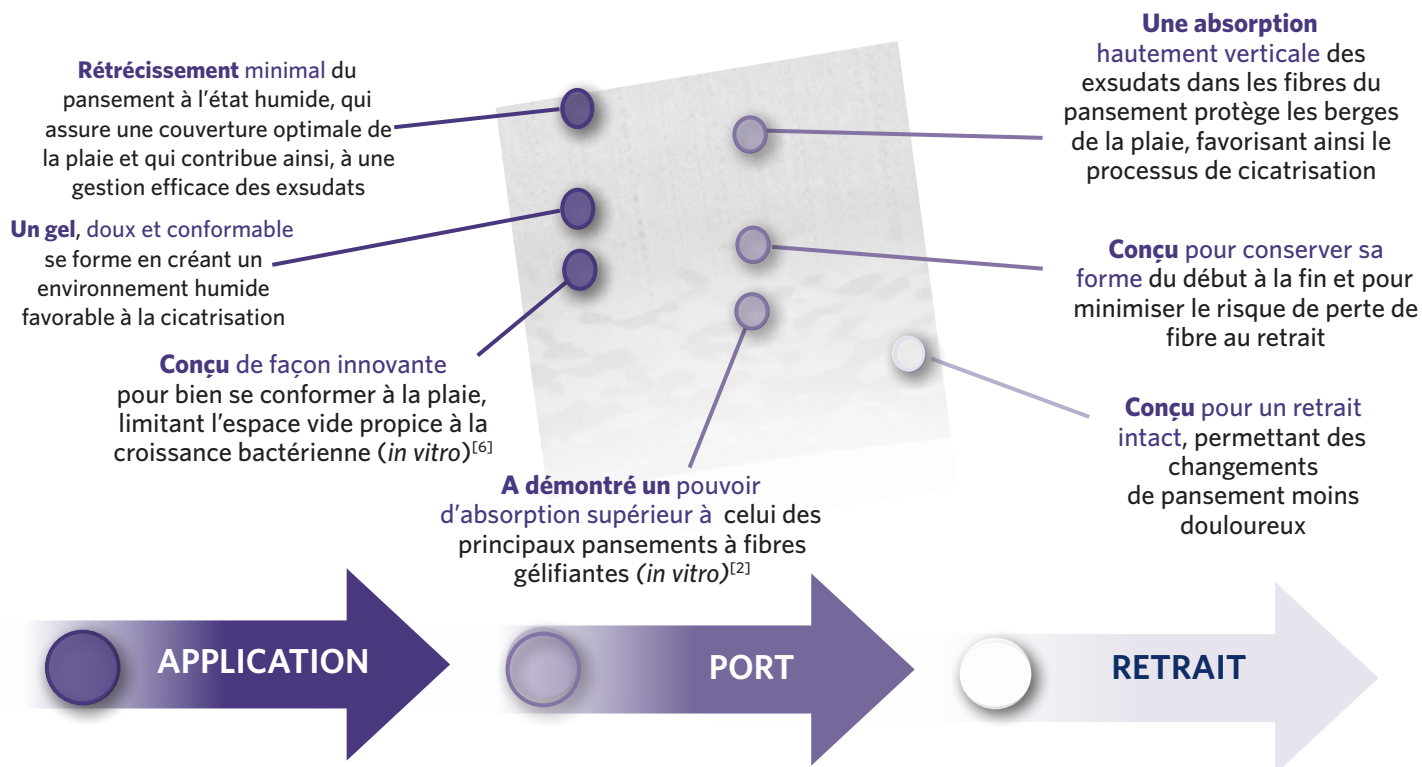 Rétrécissement minimal du
pansement à l'état humide, qui
assure une couverture optimale de
la plaie et qui contribue ainsi, à une
gestion efficace des exsudats
Un gel, doux et conformable
se forme en créant un
environnement humide
favorable à la cicatrisation
Conçu de façon innovante
pour bien se conformer à la plaie,
limitant l'espace vide propice à la
croissance bactérienne (in vitro)[6]
A démontré un pouvoir
d'absorption supérieur à celui des
principaux pansements à fibres
gélifiantes (in vitro)[2]
Une absorption
hautement verticale des
exsudats dans les fibres du
pansement protège les berges
de la plaie, favorisant ainsi le
processus de cicatrisation
Conçu pour conserver sa
forme du début à la fin et pour
minimiser le risque de perte de
fibre au retrait
Conçu pour un retrait
intact, permettant des
changements
de pansement moins
douloureux
APPLICATION
PORT
RETRAIT